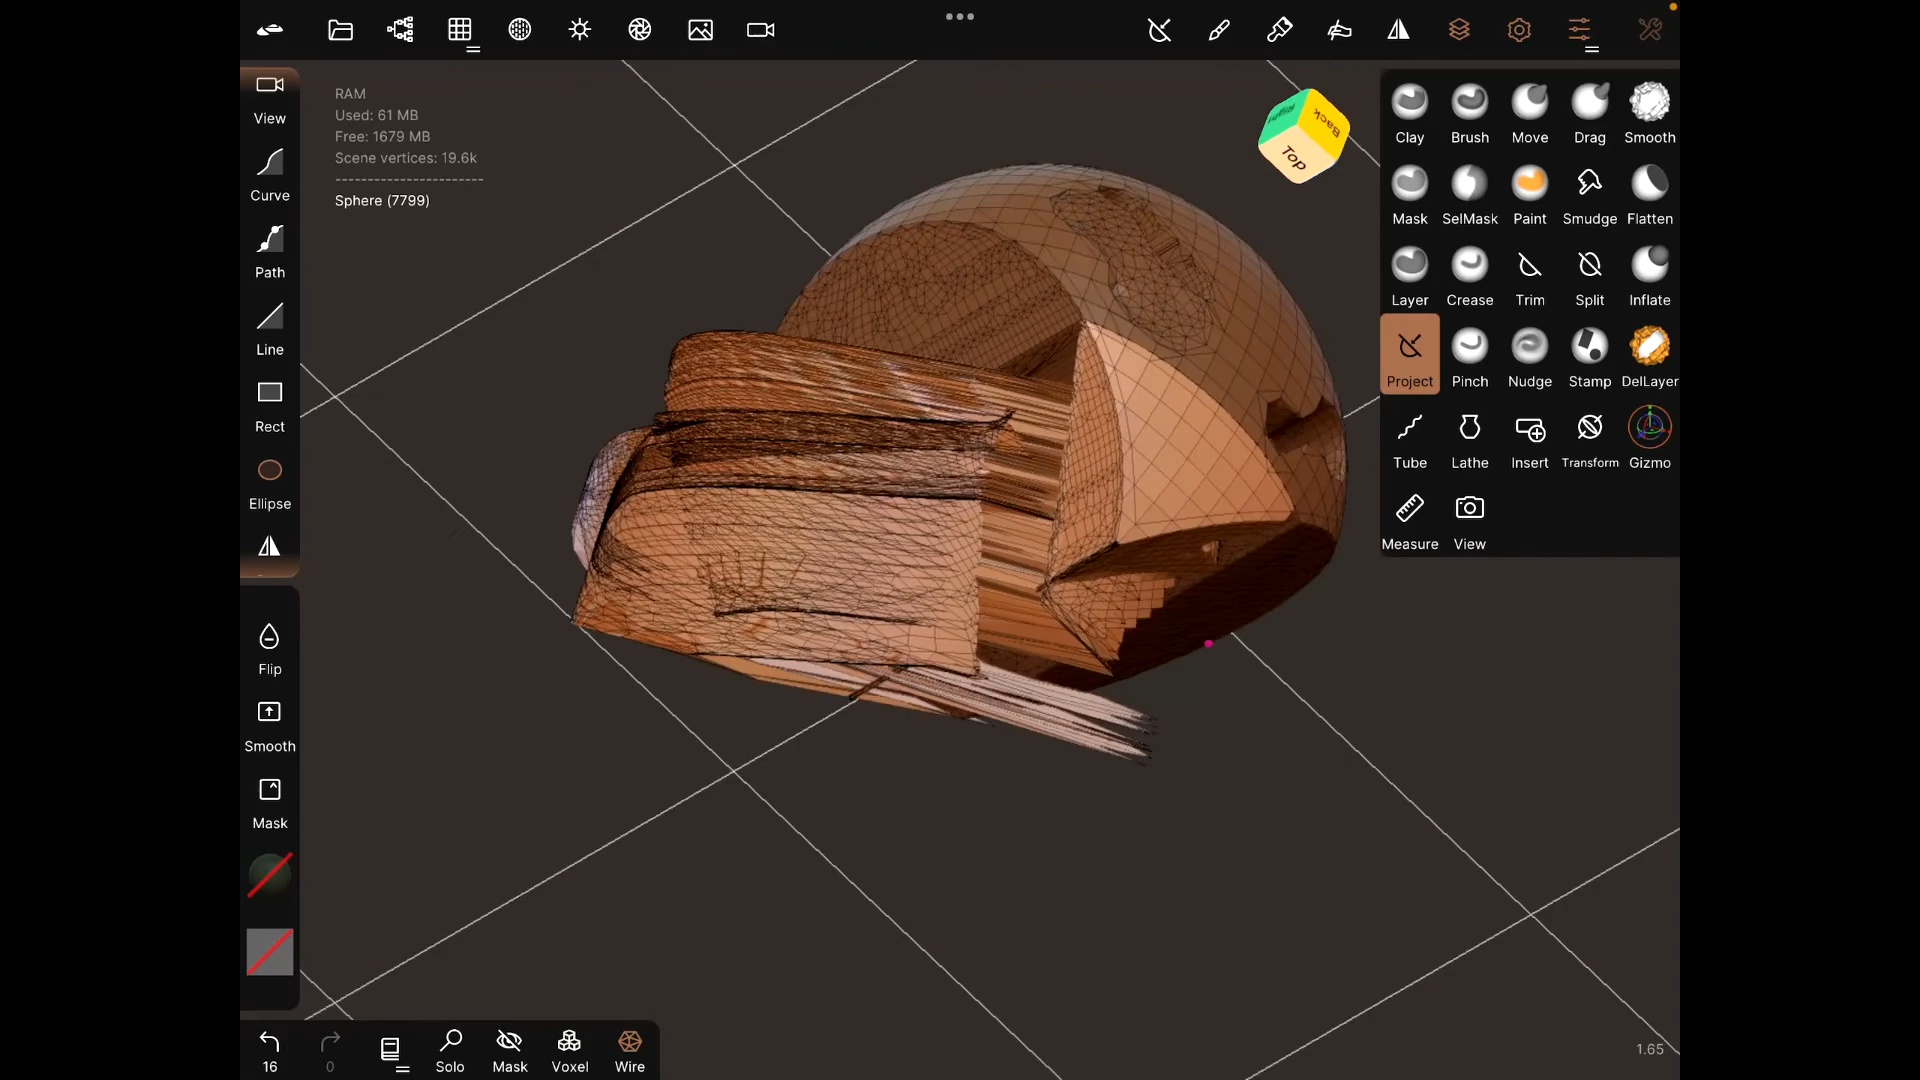 RAM
Used: 61 MB
Free: 1679 MB
Scene vertices: 19.6k
-----------------------
Sphere (7799)
View
Curve
Path
Line
Rect
Ellipse
Flip
Smooth
Mask
Right
Back
Top
Clay Brush Move Drag Smooth
Mask SelMask Paint Smudge Flatten
Layer Crease Trim Split Inflate
Project Pinch Nudge Stamp DelLayer
Tube Lathe Insert Transform Gizmo
Measure View
16 0 Solo Mask Voxel Wire
1.65